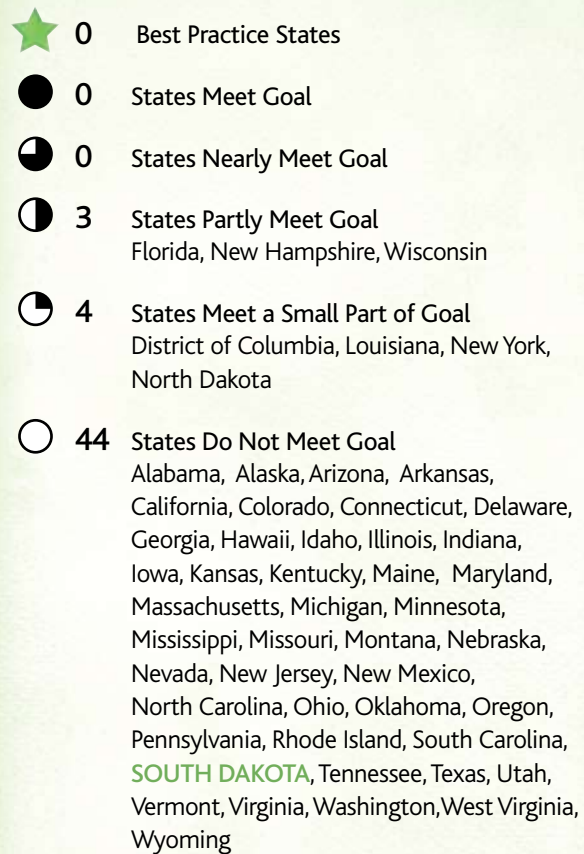 0 Best Practice States
0 States Meet Goal
0 States Nearly Meet Goal
3 States Partly Meet Goal
Florida, New Hampshire, Wisconsin
4 States Meet a Small Part of Goal
District of Columbia, Louisiana, New York,
North Dakota
44 States Do Not Meet Goal
Alabama, Alaska, Arizona, Arkansas,
California, Colorado, Connecticut, Delaware,
Georgia, Hawaii, Idaho, Illinois, Indiana,
Iowa, Kansas, Kentucky, Maine, Maryland,
Massachusetts, Michigan, Minnesota,
Mississippi, Missouri, Montana, Nebraska,
Nevada, New Jersey, New Mexico,
North Carolina, Ohio, Oklahoma, Oregon,
Pennsylvania, Rhode Island, South Carolina,
SOUTH DAKOTA, Tennessee, Texas, Utah,
Vermont, Virginia, Washington,West Virginia,
Wyoming